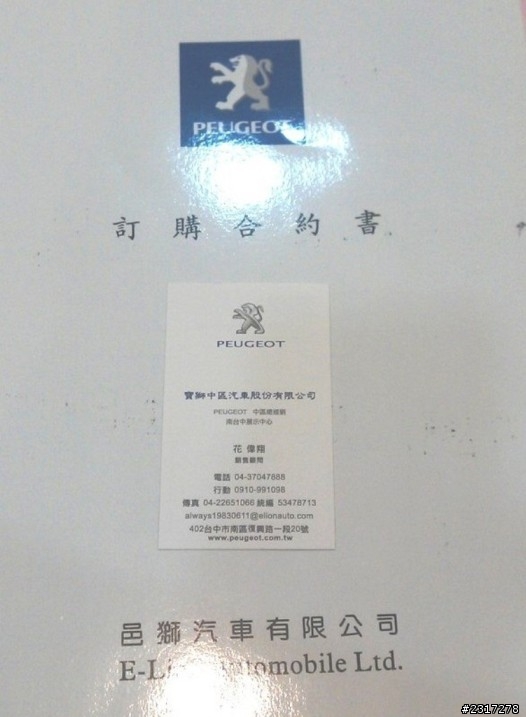 PEUGEOT
訂購合約書
PEUGEOT
寶獅中區汽車股份有限公司
PEUGEOT 中區總經銷
南台中展示中心
花 偉翔
銷售顧問
電話 04-37047888
行動 0910-991098
傳真 04-22651066 統編 53478713
always19830611@elionauto.com
402台中市南區復興路一段20號
www.peugeot.com.tw
邑獅汽車有限公司
Ltd.
#2317278